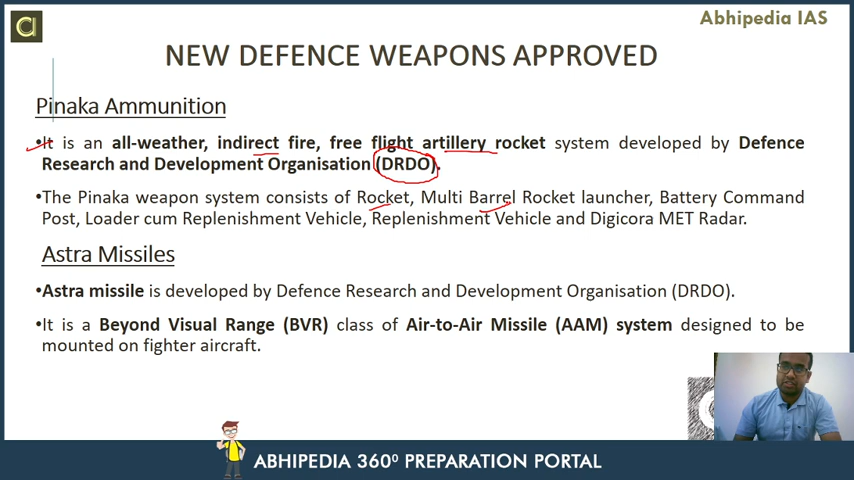 Abhipedia IAS
NEW DEFENCE WEAPONS APPROVED
Pinaka Ammunition
•It is an all-weather, indirect fire, free flight artillery rocket system developed by Defence
Research and Development Organisation (DRDO).
•The Pinaka weapon system consists of Rocket, Multi Barrel Rocket launcher, Battery Command
Post, Loader cum Replenishment Vehicle, Replenishment Vehicle and Digicora MET Radar.
Astra Missiles
•Astra missile is developed by Defence Research and Development Organisation (DRDO).
•It is a Beyond Visual Range (BVR) class of Air-to-Air Missile (AAM) system designed to be
mounted on fighter aircraft.
ABHIPEDIA 360⁰ PREPARATION PORTAL